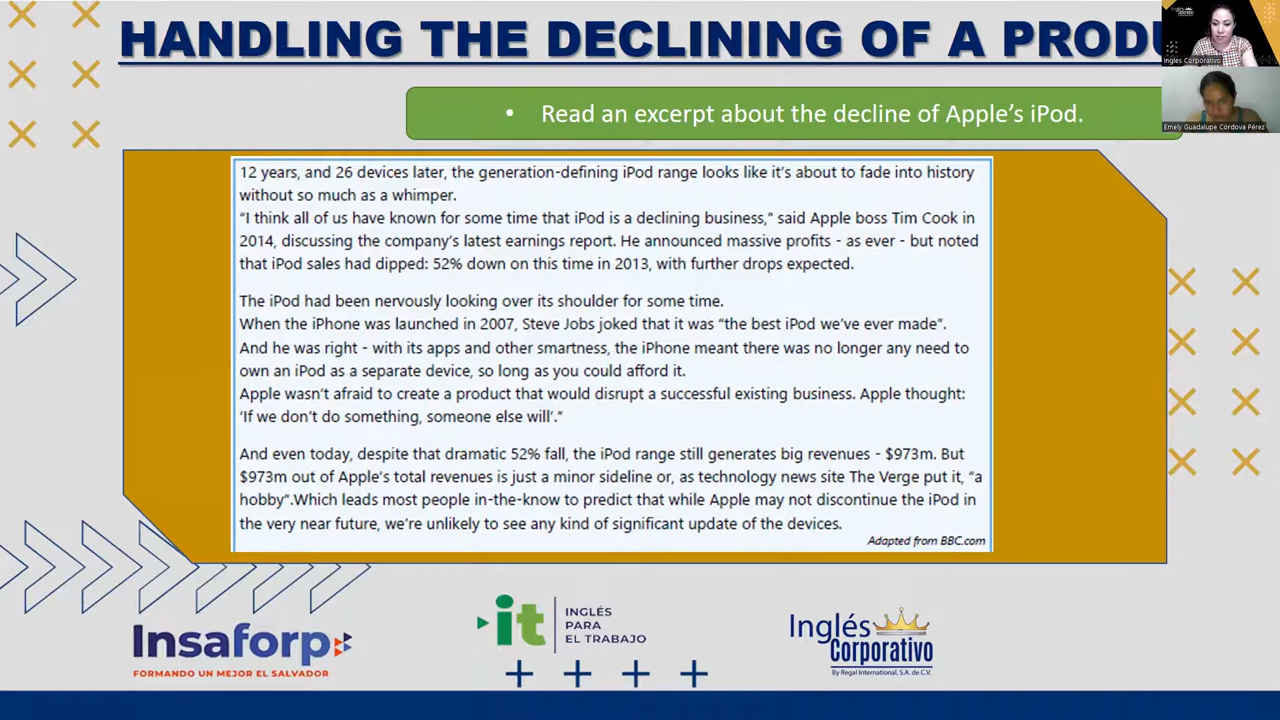 HANDLING THE DECLINING OF A PRODU
Inglés Corporativo
Ingles Corporativo
Emely Guadalupe Córdova Pérez
• Read an excerpt about the decline of Apple's iPod.
12 years, and 26 devices later, the generation-defining iPod range looks like it's about to fade into history
without so much as a whimper.
“I think all of us have known for some time that iPod is a declining business,” said Apple boss Tim Cook in
2014, discussing the company's latest earnings report. He announced massive profits - as ever - but noted
that iPod sales had dipped: 52% down on this time in 2013, with further drops expected.
The iPod had been nervously looking over its shoulder for some time.
When the iPhone was launched in 2007, Steve Jobs joked that it was “the best iPod we've ever made”.
And he was right - with its apps and other smartness, the iPhone meant there was no longer any need to
own an iPod as a separate device, so long as you could afford it.
Apple wasn't afraid to create a product that would disrupt a successful existing business. Apple thought:
‘If we don't do something, someone else will’.”
And even today, despite that dramatic 52% fall, the iPod range still generates big revenues - $973m. But
$973m out of Apple's total revenues is just a minor sideline or, as technology news site The Verge put it, “a
hobby”.Which leads most people in-the-know to predict that while Apple may not discontinue the iPod in
the very near future, we're unlikely to see any kind of significant update of the devices.
Adapted from BBC.com
Insaforp
FORMANDO UN MEJOR EL SALVADOR
it
INGLÉS
PARA
EL TRABAJO
Inglés
Corporativo
By Regal International, S.A. de C.V.